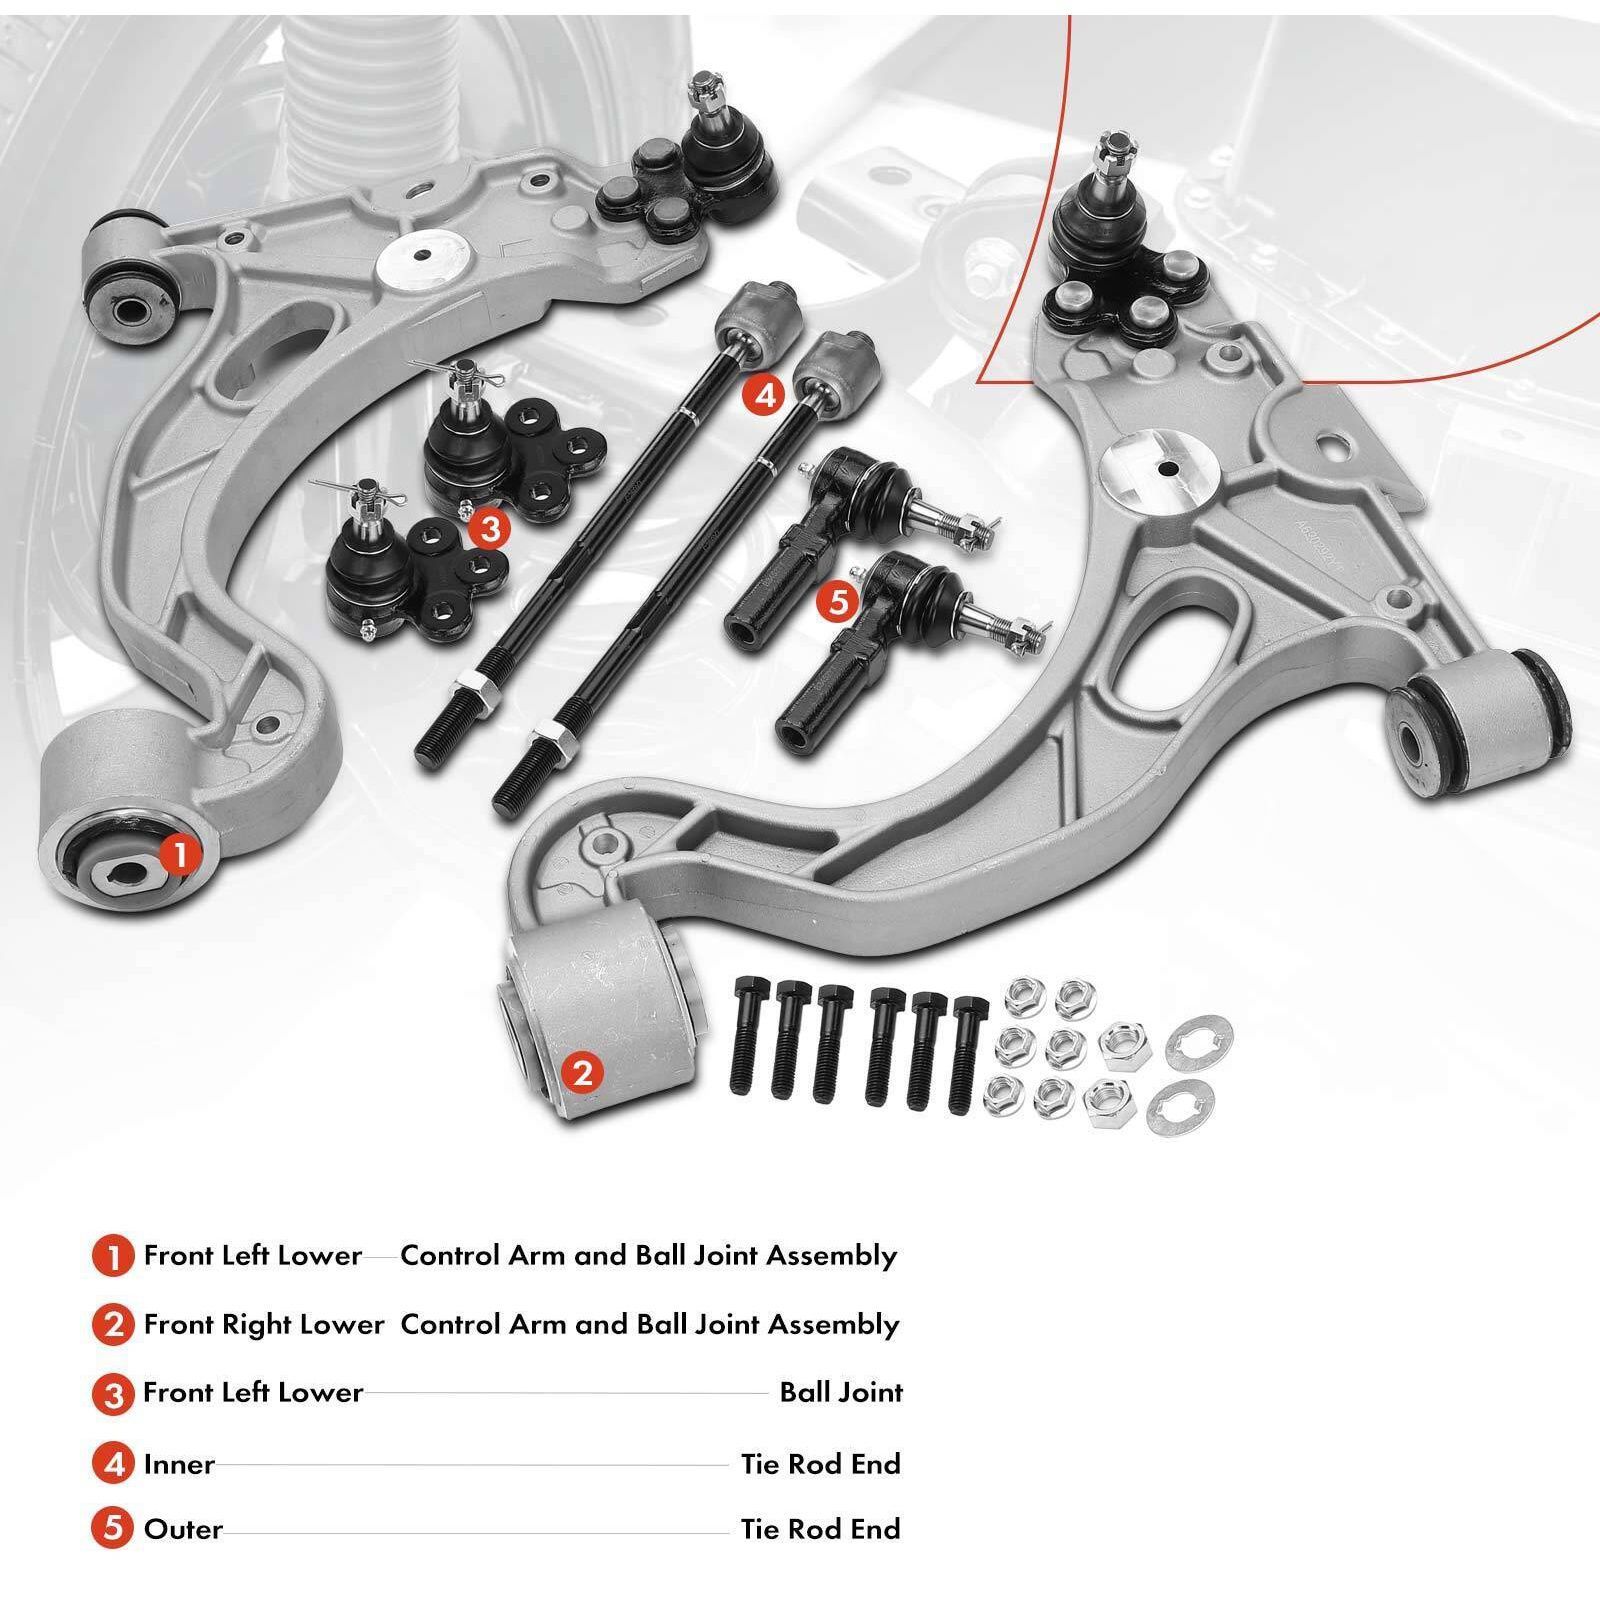 4
3
5
1
2
1 Front Left Lower Control Arm and Ball Joint Assembly
2 Front Right Lower Control Arm and Ball Joint Assembly
3 Front Left Lower Ball Joint
4 Inner Tie Rod End
5 Outer Tie Rod End